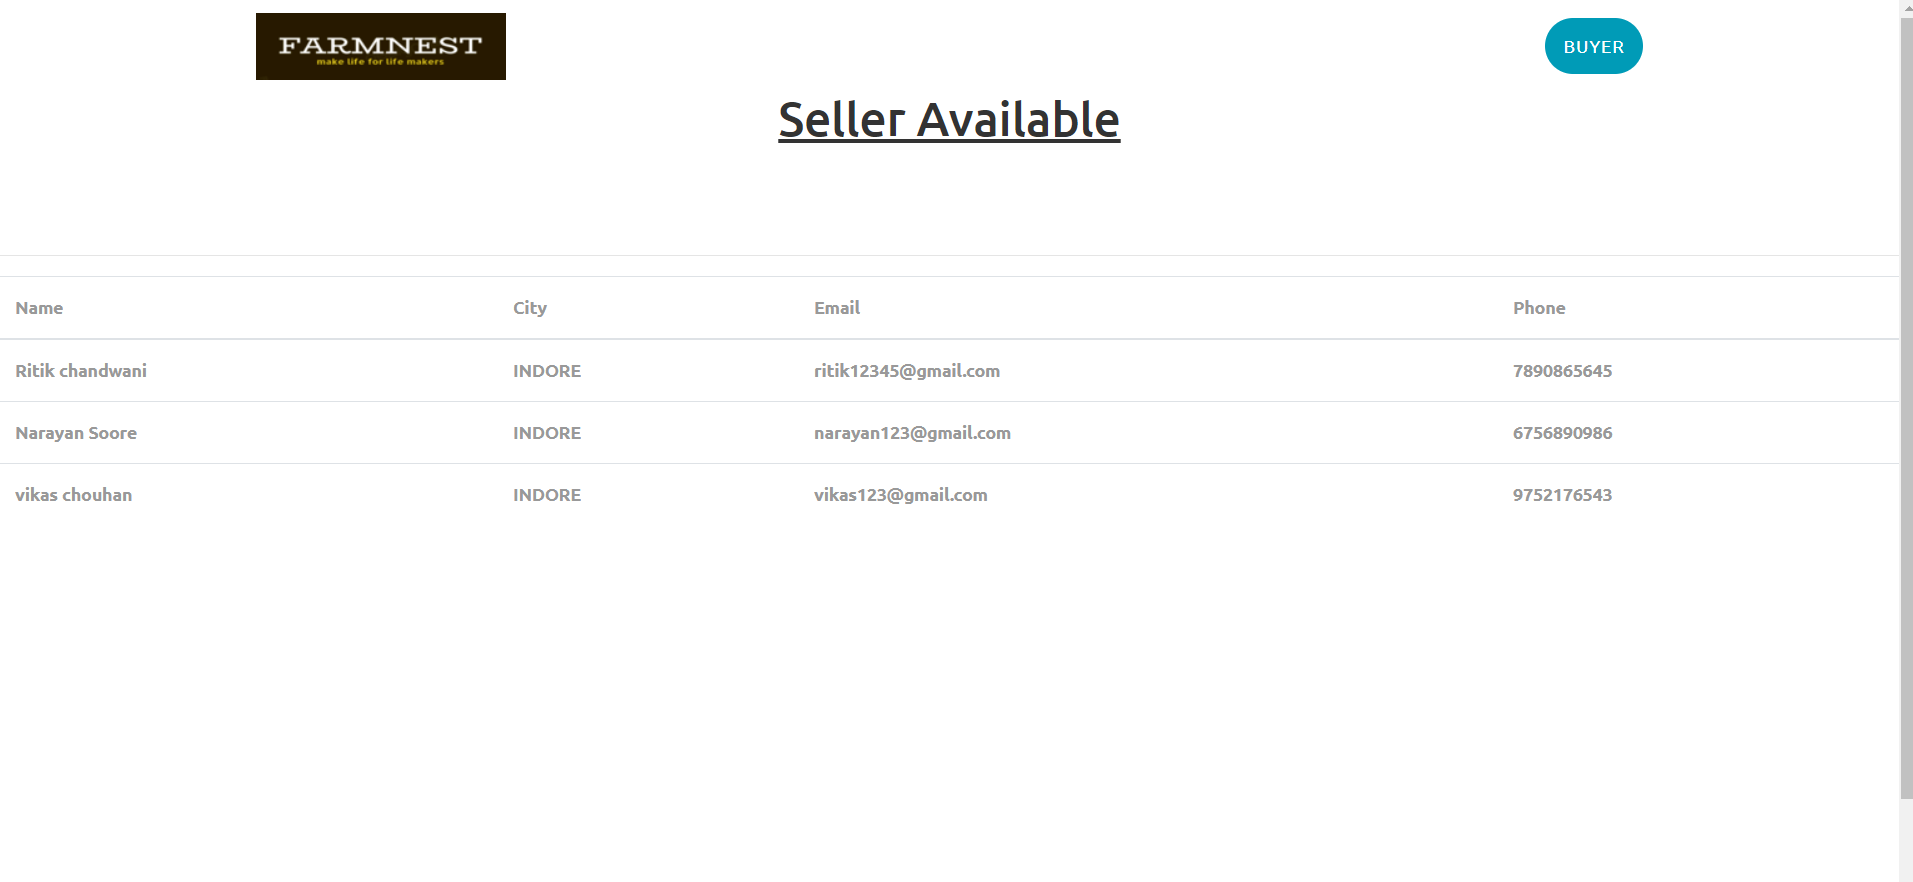 FARMNEST
make life for life makers
BUYER
Seller Available
Name City Email Phone
Ritik chandwani INDORE ritik12345@gmail.com 7890865645
Narayan Soore INDORE narayan123@gmail.com 6756890986
vikas chouhan INDORE vikas123@gmail.com 9752176543